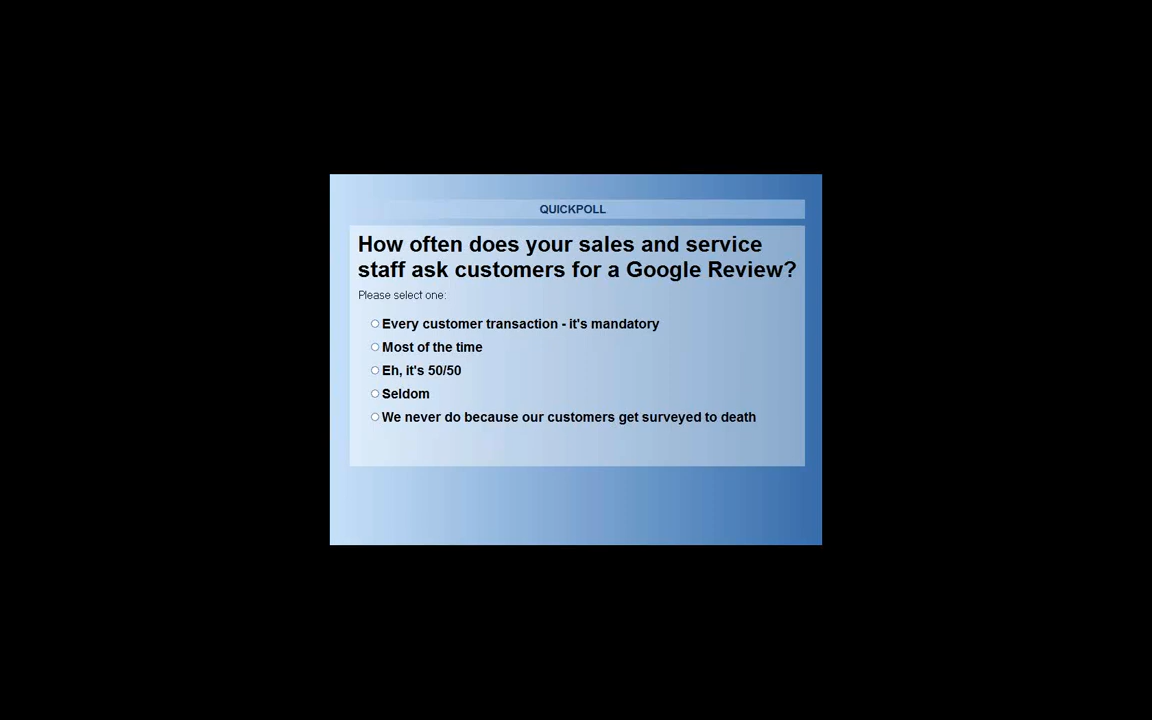 QUICKPOLL
How often does your sales and service
staff ask customers for a Google Review?
Please select one:
Every customer transaction - it's mandatory
Most of the time
Eh, it's 50/50
Seldom
We never do because our customers get surveyed to death